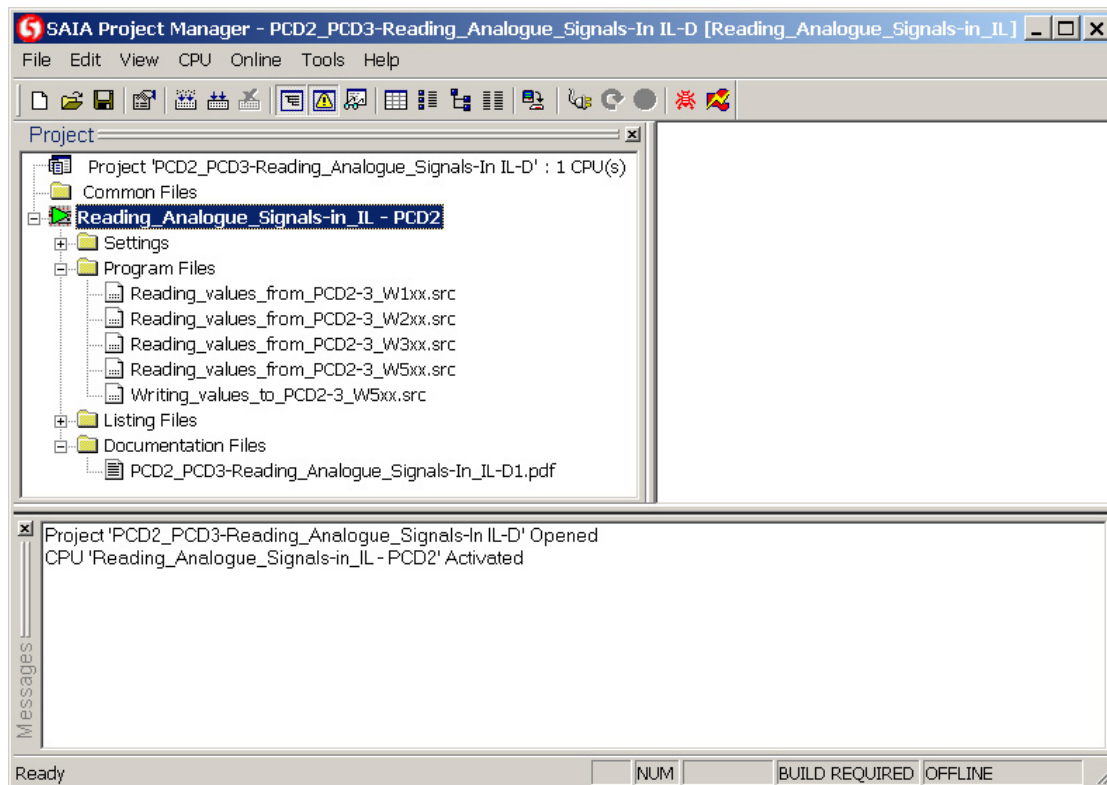 SAIA Project Manager - PCD2_PCD3-Reading_Analogue_Signals-In IL-D [Reading_Analogue_Signals-in_IL]
File Edit View CPU Online Tools Help
Project
Project 'PCD2_PCD3-Reading_Analogue_Signals-In IL-D' : 1 CPU(s)
Common Files
Reading_Analogue_Signals-in_IL - PCD2
Settings
Program Files
Reading_values_from_PCD2-3_W1xx.src
Reading_values_from_PCD2-3_W2xx.src
Reading_values_from_PCD2-3_W3xx.src
Reading_values_from_PCD2-3_W5xx.src
Writing_values_to_PCD2-3_W5xx.src
Listing Files
Documentation Files
PCD2_PCD3-Reading_Analogue_Signals-In_IL-D1.pdf
Project 'PCD2_PCD3-Reading_Analogue_Signals-In IL-D' Opened
CPU 'Reading_Analogue_Signals-in_IL - PCD2' Activated
Messages
Ready NUM BUILD REQUIRED OFFLINE